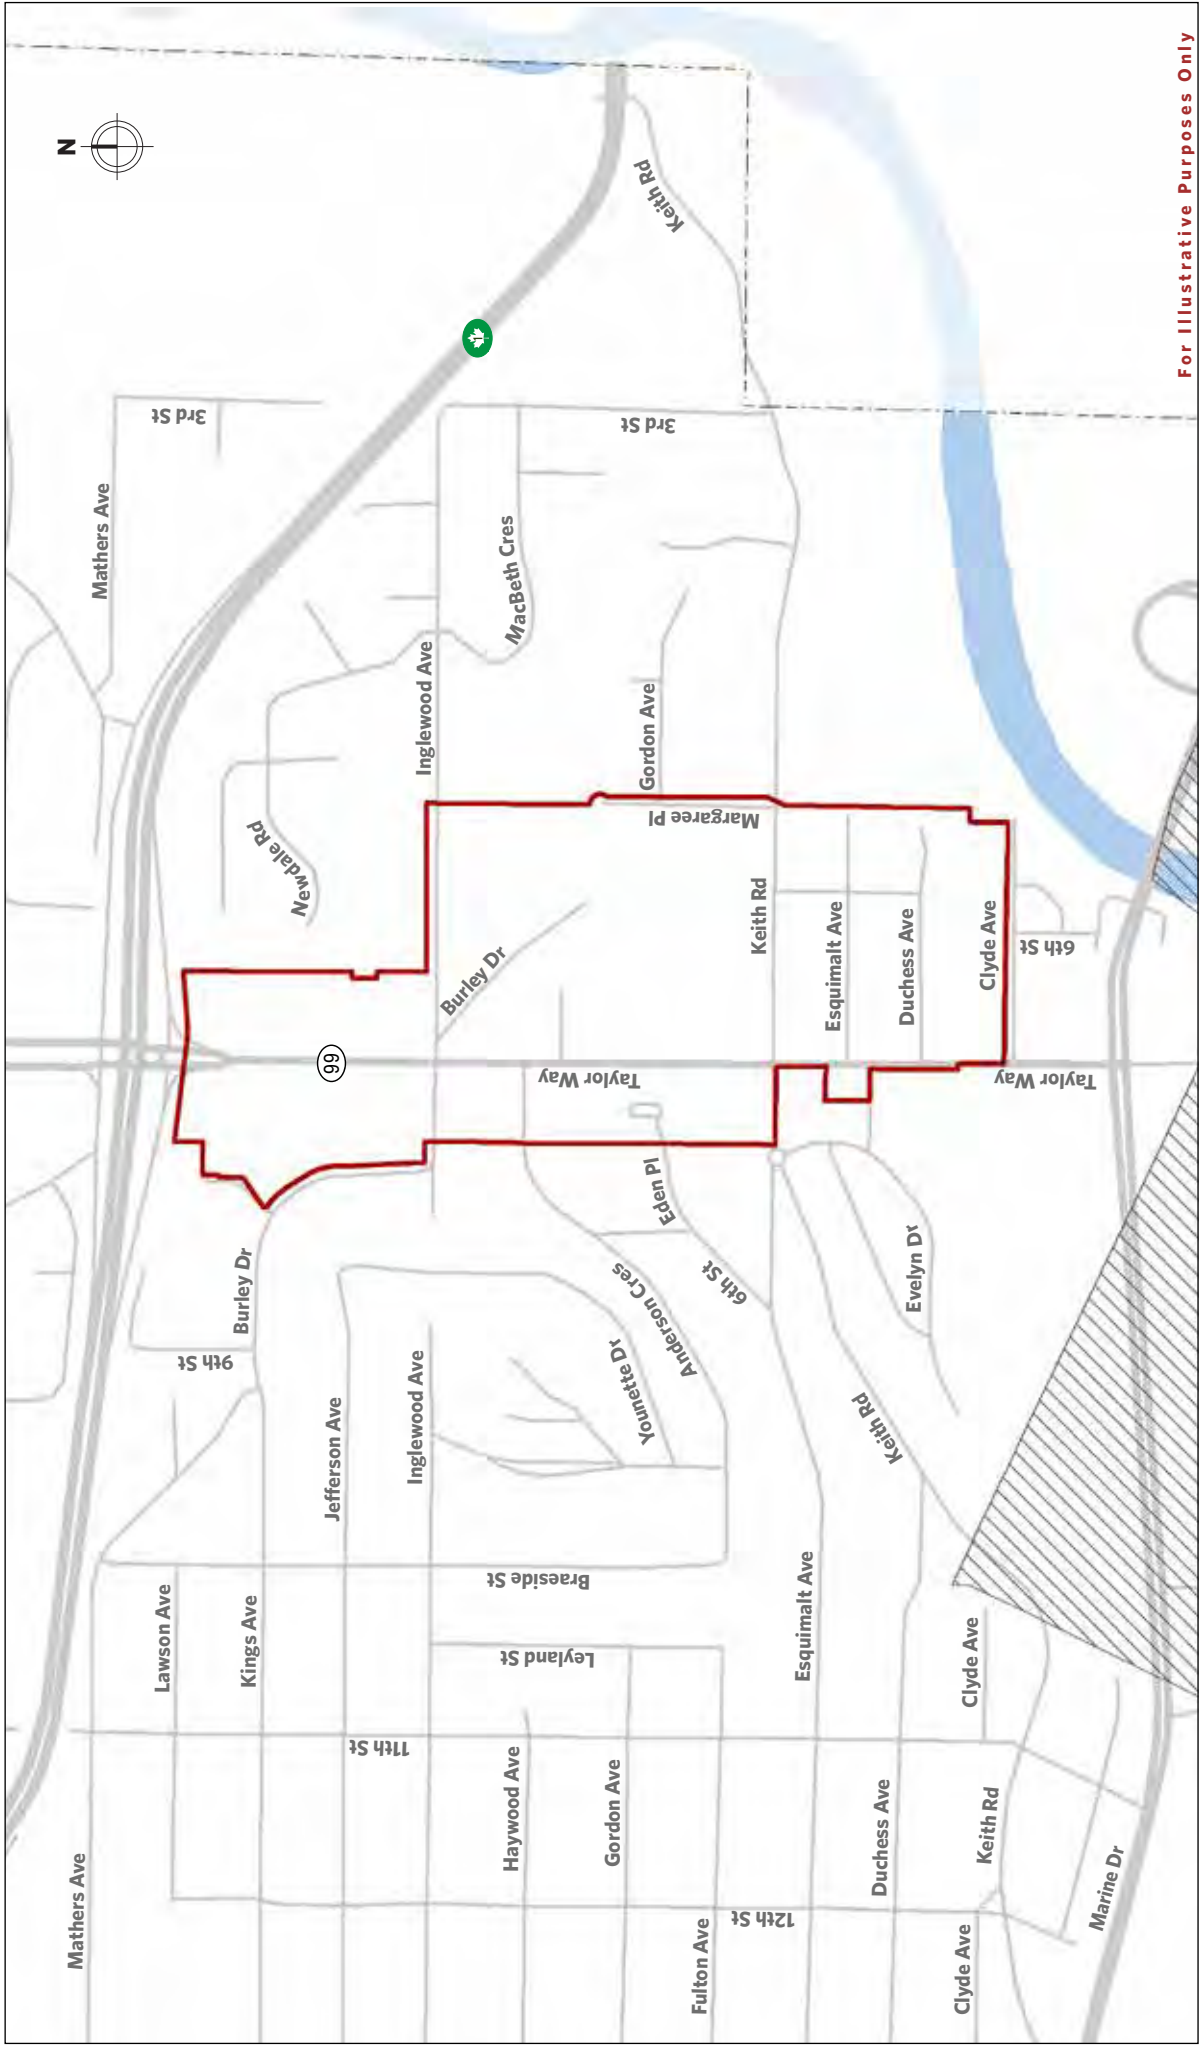 N
Mathers Ave
3rd St
1
Keith Rd
3rd St
Inglewood Ave
MacBeth Cres
Newdale Rd
Gordon Ave
Margaree Pl
Burley Dr
Keith Rd
Esquimalt Ave
Duchess Ave
Clyde Ave
6th St
99
Taylor Way
Taylor Way
Burley Dr
9th St
Eden Pl
6th St
Anderson Cres
Younette Dr
Evelyn Dr
Keith Rd
Jefferson Ave
Inglewood Ave
Braeside St
Leyland St
Lawson Ave
Kings Ave
Esquimalt Ave
Clyde Ave
11th St
Mathers Ave
Haywood Ave
Gordon Ave
Duchess Ave
Keith Rd
Fulton Ave
12th St
Clyde Ave
Marine Dr
For Illustrative Purposes Only